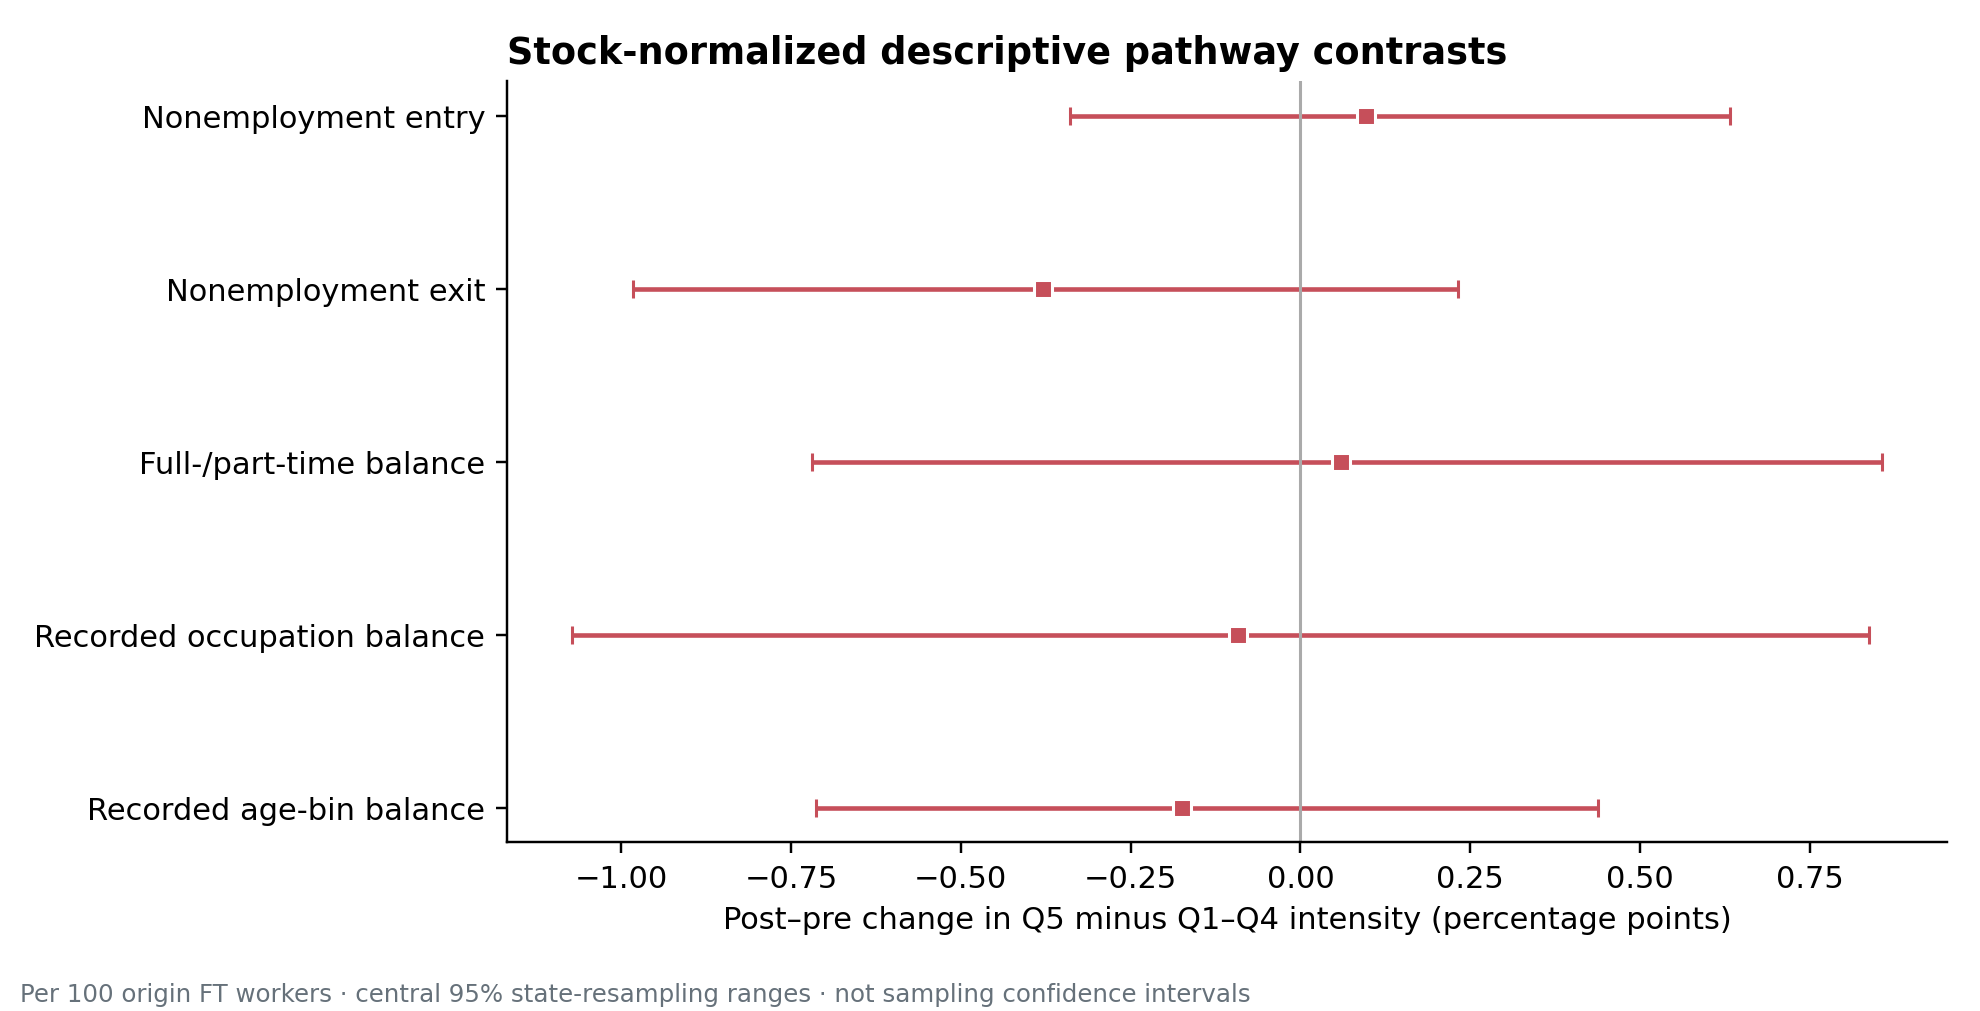 Stock-normalized descriptive pathway contrasts
Nonemployment entry
Nonemployment exit
Full-/part-time balance
Recorded occupation balance
Recorded age-bin balance
−1.00 −0.75 −0.50 −0.25 0.00 0.25 0.50 0.75
Post–pre change in Q5 minus Q1–Q4 intensity (percentage points)
Per 100 origin FT workers · central 95% state-resampling ranges · not sampling confidence intervals